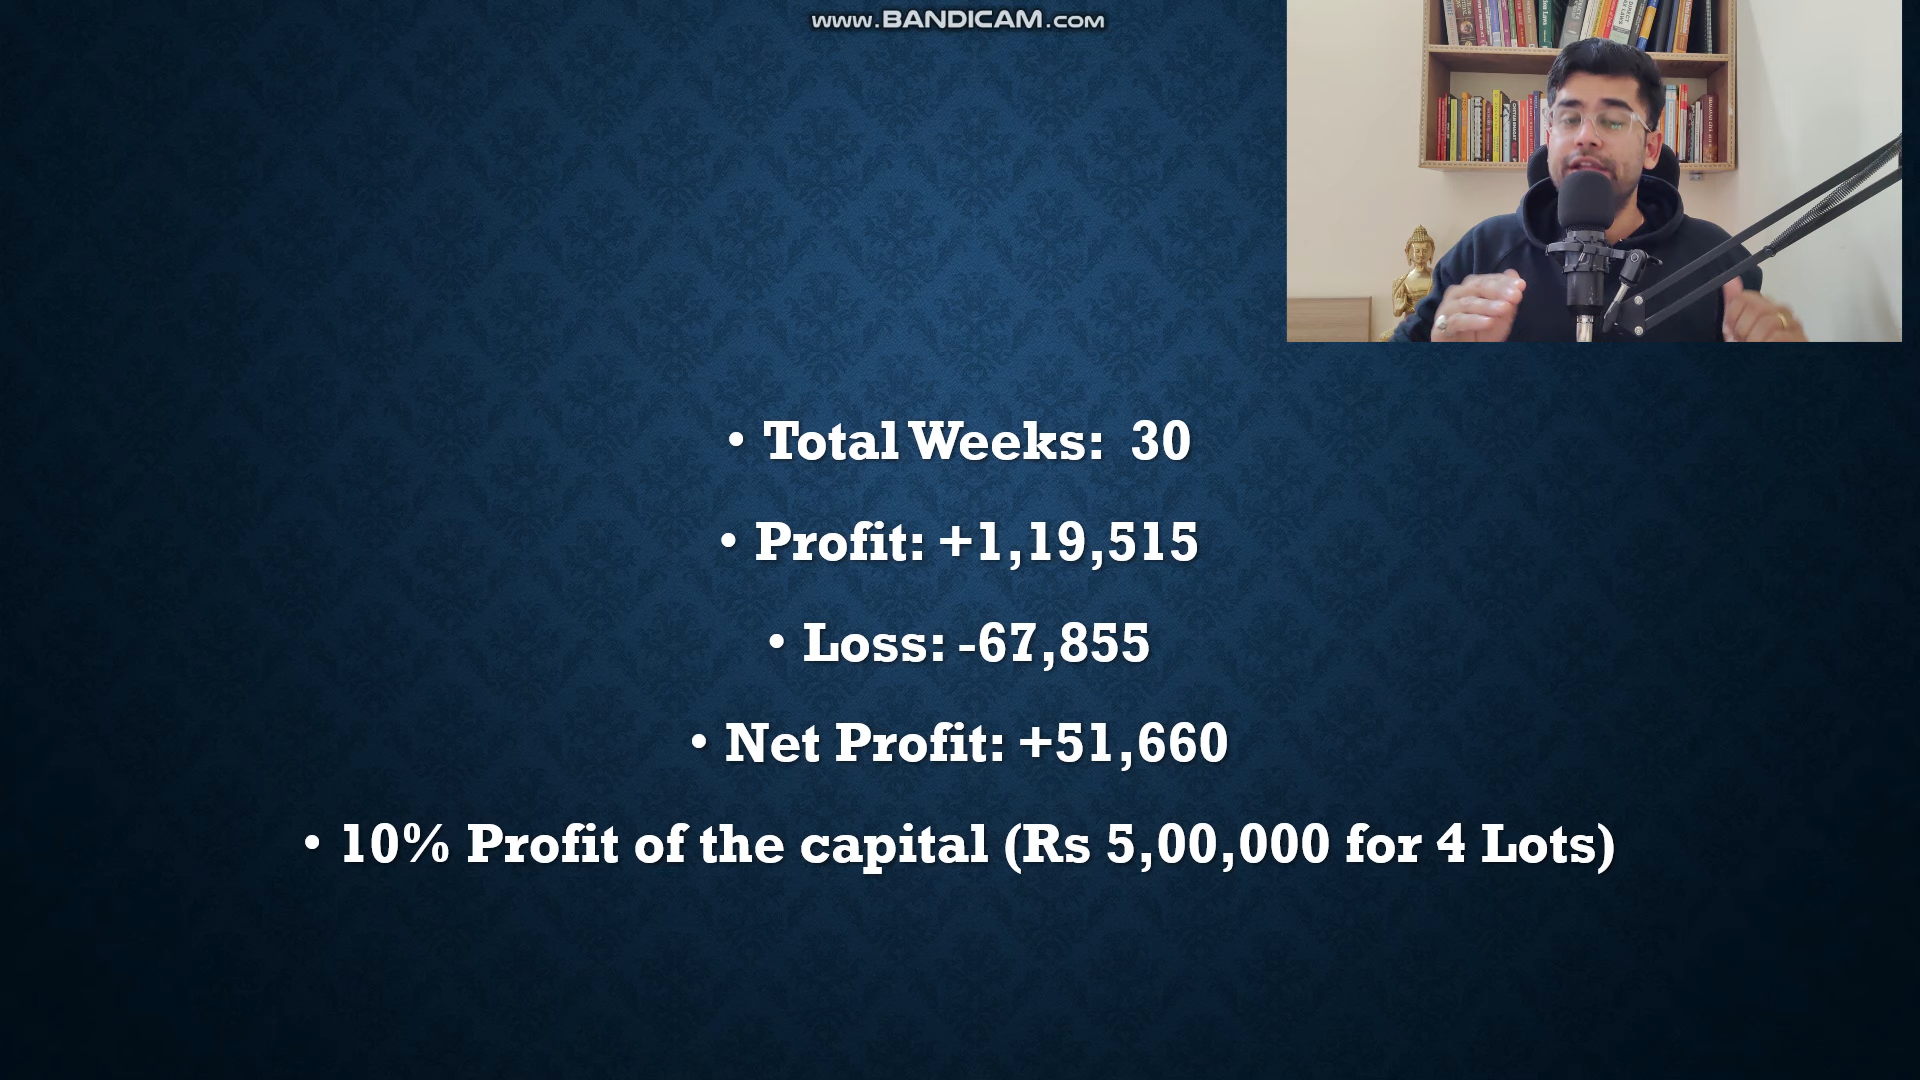 www.BANDICAM.com
• Total Weeks: 30
• Profit: +1,19,515
• Loss: -67,855
• Net Profit: +51,660
• 10% Profit of the capital (Rs 5,00,000 for 4 Lots)